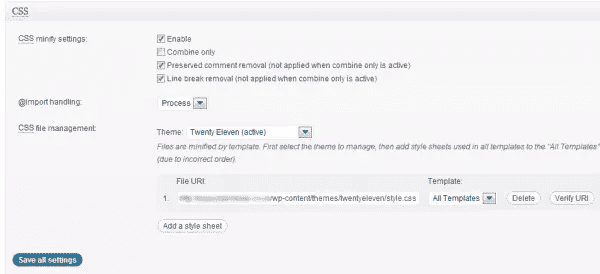 CSS
CSS minify settings:
Enable
Combine only
Preserved comment removal (not applied when combine only is active)
Line break removal (not applied when combine only is active)
@import handling:
Process
CSS file management:
Theme: Twenty Eleven (active)
Files are minified by template. First select the theme to manage, then add style sheets used in all templates to the "All Templates"
(due to incorrect order).
File URI: Template:
1. /wp-content/themes/twentyeleven/style.css All Templates Delete Verify URI
Add a style sheet
Save all settings